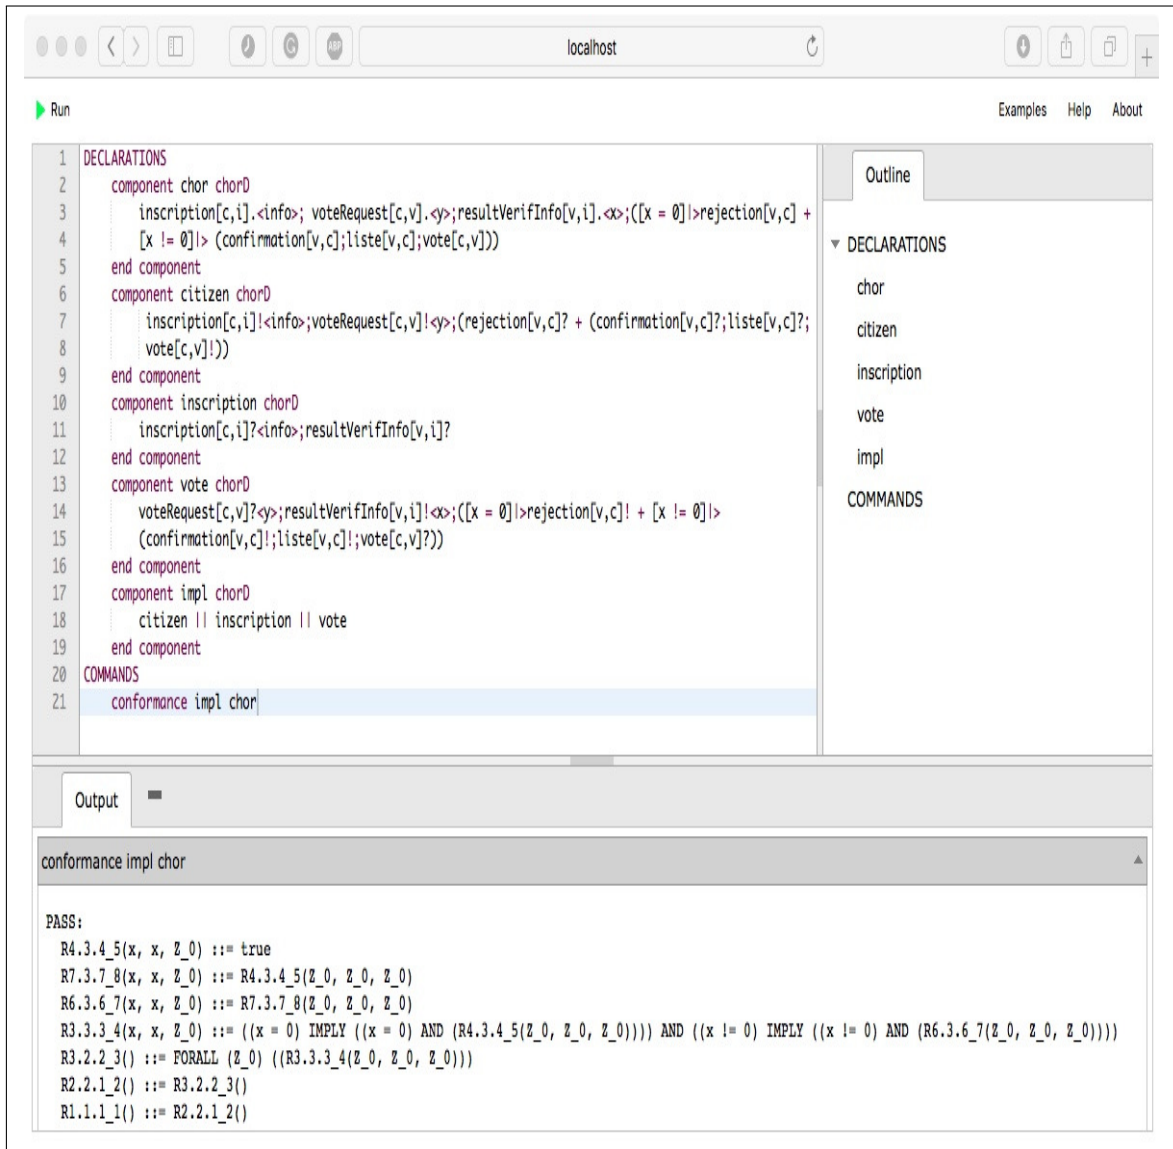 localhost
Run
Examples Help About
1 DECLARATIONS
2 component chor chorD
3 inscription[c,i].<info>; voteRequest[c,v].<y>;resultVerifInfo[v,i].<x>;([x = 0]|>rejection[v,c] +
4 [x != 0]|> (confirmation[v,c];liste[v,c];vote[c,v]))
5 end component
6 component citizen chorD
7 inscription[c,i]!<info>;voteRequest[c,v]!<y>;(rejection[v,c]? + (confirmation[v,c]?;liste[v,c]?;
8 vote[c,v]!))
9 end component
10 component inscription chorD
11 inscription[c,i]?<info>;resultVerifInfo[v,i]?
12 end component
13 component vote chorD
14 voteRequest[c,v]?<y>;resultVerifInfo[v,i]!<x>;([x = 0]|>rejection[v,c]! + [x != 0]|>
15 (confirmation[v,c]!;liste[v,c]!;vote[c,v]?))
16 end component
17 component impl chorD
18 citizen || inscription || vote
19 end component
20 COMMANDS
21 conformance impl chor
Outline
DECLARATIONS
chor
citizen
inscription
vote
impl
COMMANDS
Output
conformance impl chor
PASS:
R4.3.4_5(x, x, Z_0) ::= true
R7.3.7_8(x, x, Z_0) ::= R4.3.4_5(Z_0, Z_0, Z_0)
R6.3.6_7(x, x, Z_0) ::= R7.3.7_8(Z_0, Z_0, Z_0)
R3.3.3_4(x, x, Z_0) ::= ((x = 0) IMPLY ((x = 0) AND (R4.3.4_5(Z_0, Z_0, Z_0)))) AND ((x != 0) IMPLY ((x != 0) AND (R6.3.6_7(Z_0, Z_0, Z_0))))
R3.2.2_3() ::= FORALL (Z_0) ((R3.3.3_4(Z_0, Z_0, Z_0)))
R2.2.1_2() ::= R3.2.2_3()
R1.1.1_1() ::= R2.2.1_2()